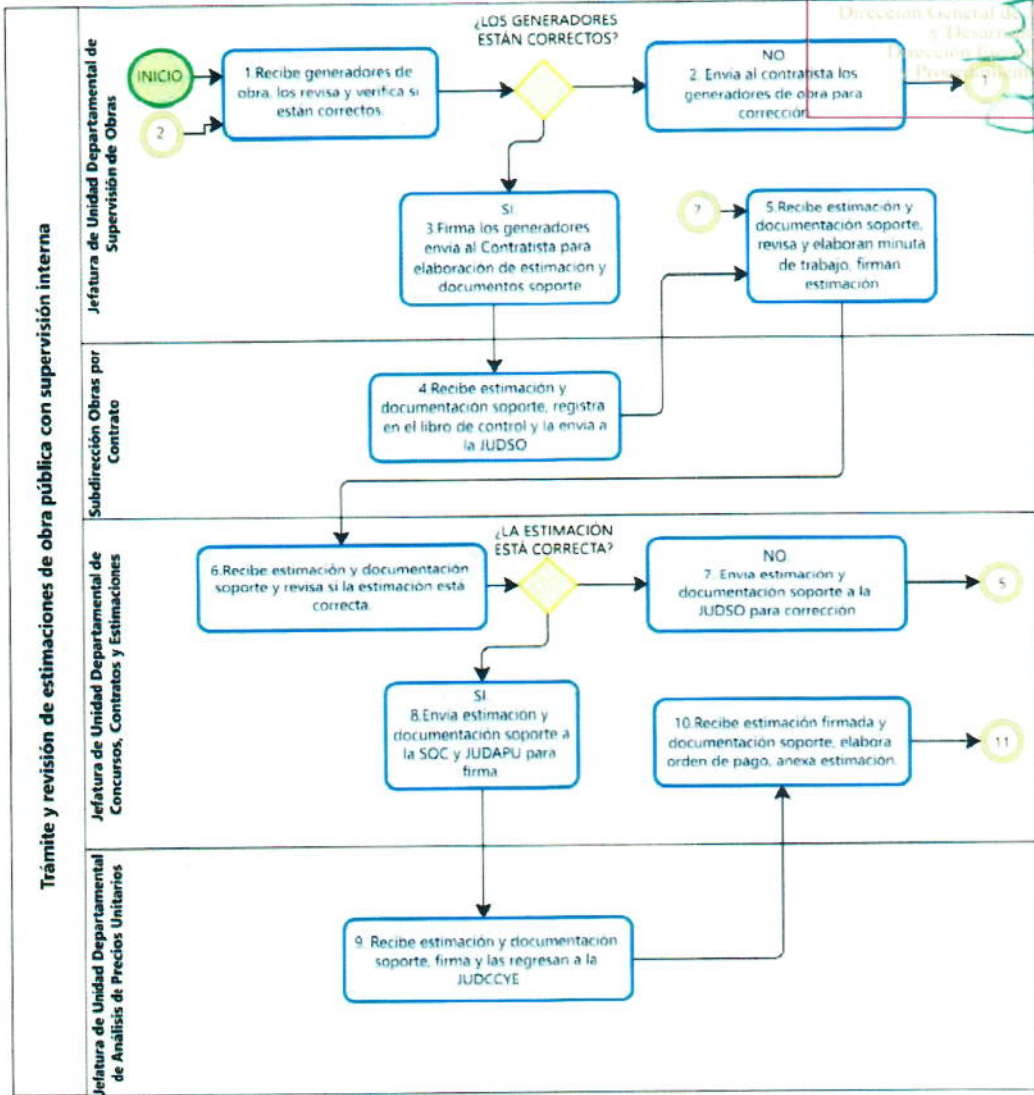 Trámite y revisión de estimaciones de obra pública con supervisión interna
Jefatura de Unidad Departamental de
Supervisión de Obras
INICIO
2
1.Recibe generadores de
obra, los revisa y verifica si
están correctos.
¿LOS GENERADORES
ESTÁN CORRECTOS?
NO
2. Envía al contratista los
generadores de obra para
corrección
1
Dirección General de
y Desarrollo
SI
3.Firma los generadores
envía al Contratista para
elaboración de estimación y
documentos soporte
7
5.Recibe estimación y
documentación soporte,
revisa y elaboran minuta
de trabajo, firman
estimación
Subdirección Obras por
Contrato
4.Recibe estimación y
documentación soporte, registra
en el libro de control y la envía a
la JUDSO
Jefatura de Unidad Departamental de
Concursos, Contratos y Estimaciones
6.Recibe estimación y documentación
soporte y revisa si la estimación está
correcta.
¿LA ESTIMACIÓN
ESTÁ CORRECTA?
NO
7. Envía estimación y
documentación soporte a la
JUDSO para corrección
5
SI
8.Envía estimación y
documentación soporte a
la SOC y JUDAPU para
firma
10.Recibe estimación firmada y
documentación soporte, elabora
orden de pago, anexa estimación.
11
Jefatura de Unidad Departamental
de Análisis de Precios Unitarios
9. Recibe estimación y documentación
soporte, firma y las regresan a la
JUDCCYE